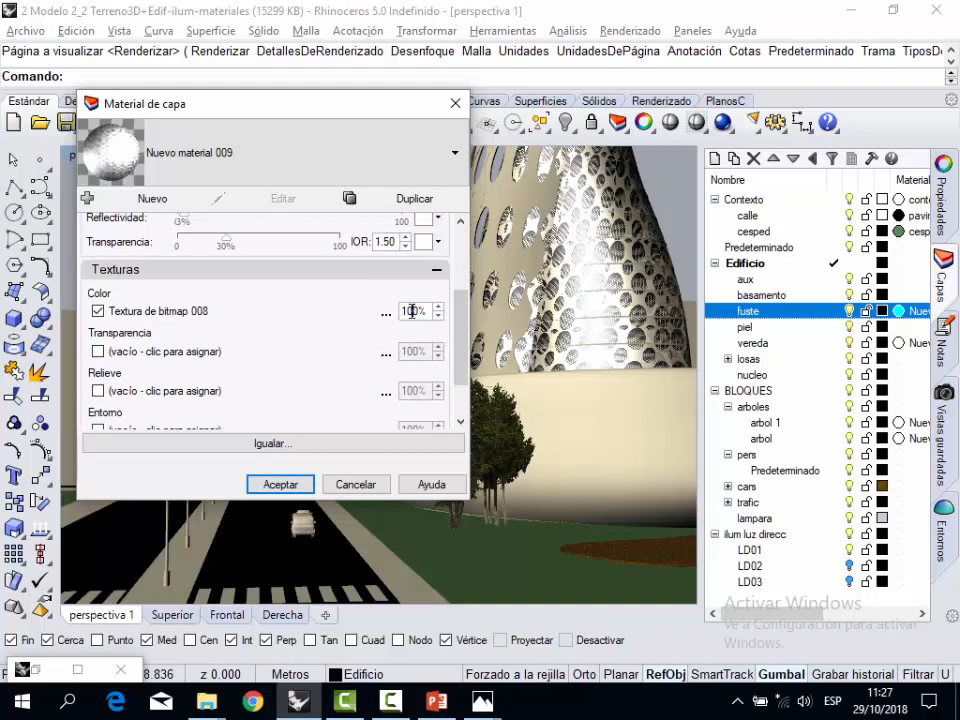 2 Modelo 2_2 Terreno3D+Edif-ilum-materiales (15299 KB) - Rhinoceros 5.0 Indefinido - [perspectiva 1]
Archivo Edición Vista Curva Superficie Sólido Malla Acotación Transformar Herramientas Análisis Renderizado Paneles Ayuda
Página a visualizar <Renderizar> ( Renderizar DetallesDeRenderizado Desenfoque Malla Unidades UnidadesDePágina Anotación Cotas Predeterminado Trama
Comando:
Estándar Curvas Superficies Sólidos Renderizado PlanosC
Material de capa
Nuevo material 009
Nuevo Editar Duplicar
Reflectividad: 100
Transparencia: 0 30% 100 IOR: 1.50
Texturas
Color
Textura de bitmap 008 ... 100%
Transparencia
(vacío - clic para asignar) ... 100%
Relieve
(vacío - clic para asignar) ... 100%
Entorno
Igualar...
Aceptar Cancelar Ayuda
Nombre Material
Contexto
calle
cesped
Predeterminado
Edificio
aux
basamento
fuste
piel
vereda
losas
nucleo
BLOQUES
arboles
arbol 1
arbol
pers
Predeterminado
cars
trafic
lampara
ilum luz direcc
LD01
LD02
LD03
Propiedades
Capas
Notas
Vistas guardadas
Entornos
Activar Windows
Ve a Configuración para activar
Windows.
perspectiva 1 Superior Frontal Derecha
Fin Cerca Punto Med Cen Int Perp Tan Cuad Nodo Vértice Proyectar Desactivar
8.836 z 0.000 Metros Edificio Forzado a la rejilla Orto Planar RefObj SmartTrack Gumbal Grabar historial Filtrar
ESP
11:27
29/10/2018